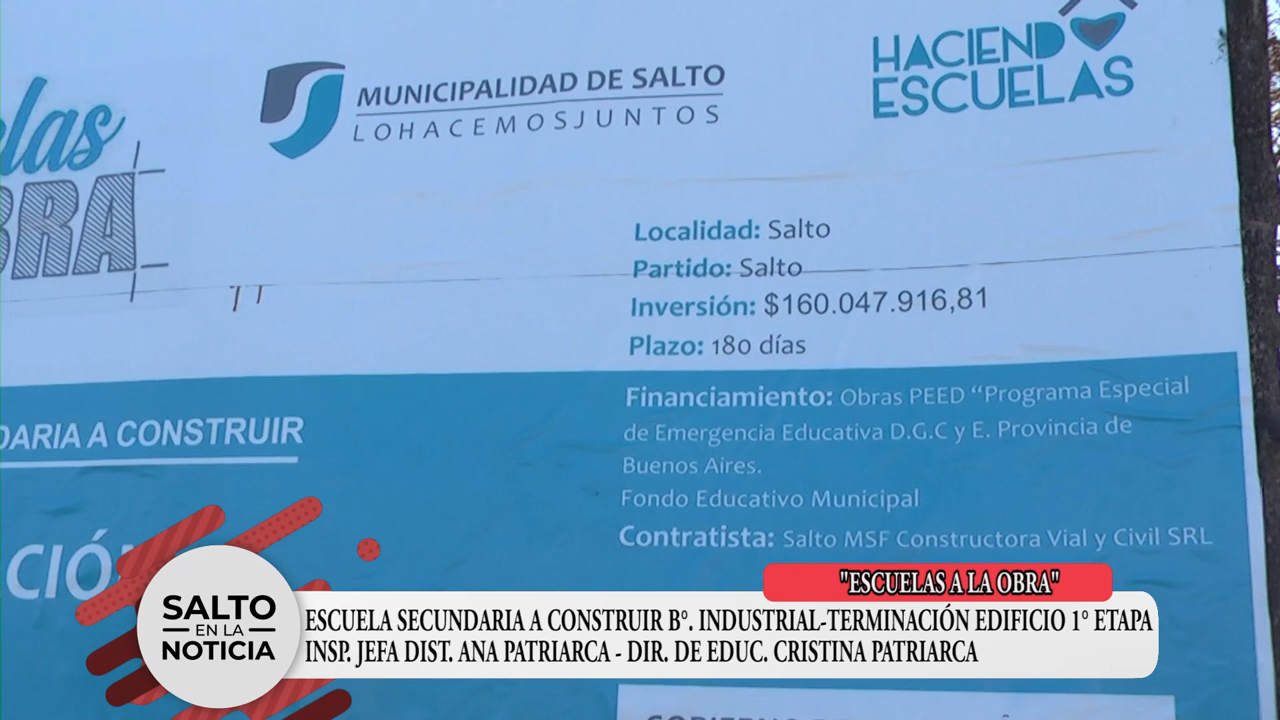 HACIENDO
ESCUELAS
MUNICIPALIDAD DE SALTO
LOHACEMOSJUNTOS
Localidad: Salto
Partido: Salto
Inversión: $160.047.916,81
Plazo: 180 días
Financiamiento: Obras PEED “Programa Especial
de Emergencia Educativa D.G.C y E. Provincia de
Buenos Aires.
Fondo Educativo Municipal
Contratista: Salto MSF Constructora Vial y Civil SRL
A CONSTRUIR
"ESCUELAS A LA OBRA"
SALTO
EN LA
NOTICIA
ESCUELA SECUNDARIA A CONSTRUIR B°. INDUSTRIAL-TERMINACIÓN EDIFICIO 1° ETAPA
INSP. JEFA DIST. ANA PATRIARCA - DIR. DE EDUC. CRISTINA PATRIARCA